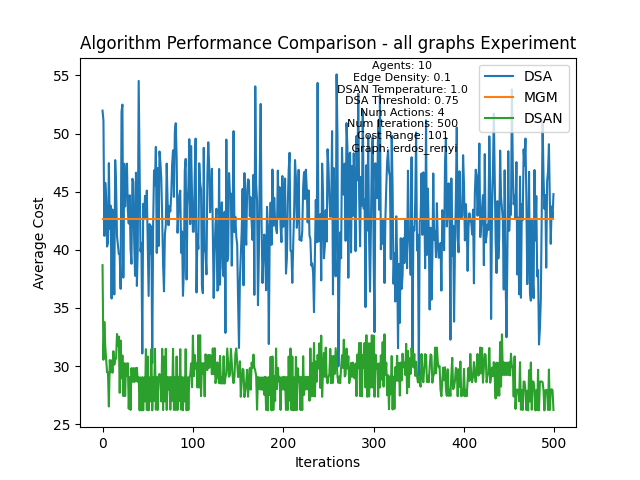 Algorithm Performance Comparison - all graphs Experiment
Agents: 10
Edge Density: 0.1
DSAN Temperature: 1.0
DSA Threshold: 0.75
Num Actions: 4
Num Iterations: 500
Cost Range: 101
Graph: erdos_renyi
DSA
MGM
DSAN
Average Cost
55
50
45
40
35
30
25
0
100
200
300
400
500
Iterations